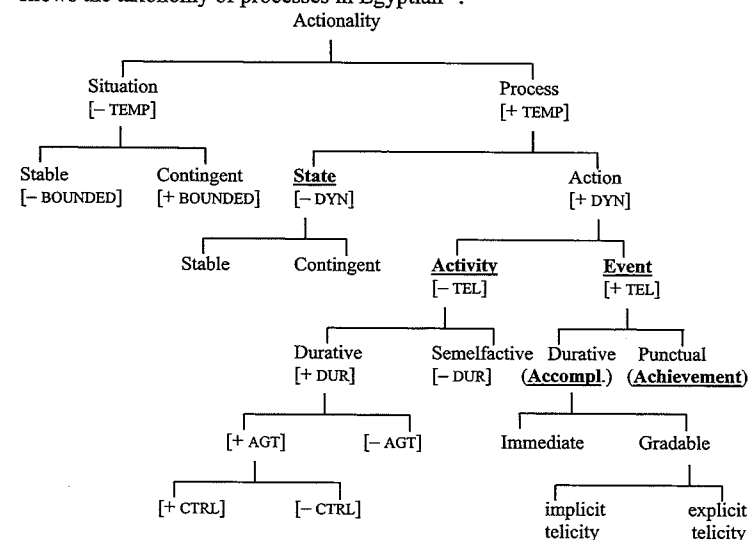 shows the taxonomy of processes in Egyptian
Actionality
Situation Process
[– TEMP] [+ TEMP]
Stable Contingent State Action
[– BOUNDED] [+ BOUNDED] [– DYN] [+ DYN]
Stable Contingent Activity Event
[– TEL] [+ TEL]
Durative Semelfactive Durative Punctual
[+ DUR] [– DUR] (Accompl.) (Achievement)
[+ AGT] [– AGT] Immediate Gradable
[+ CTRL] [– CTRL] implicit explicit
telicity telicity